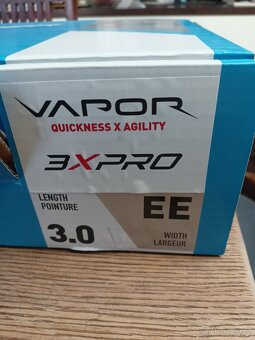 VAPOR
QUICKNESS X AGILITY
3XPRO
LENGTH
POINTURE
3.0
EE
WIDTH
LARGEUR